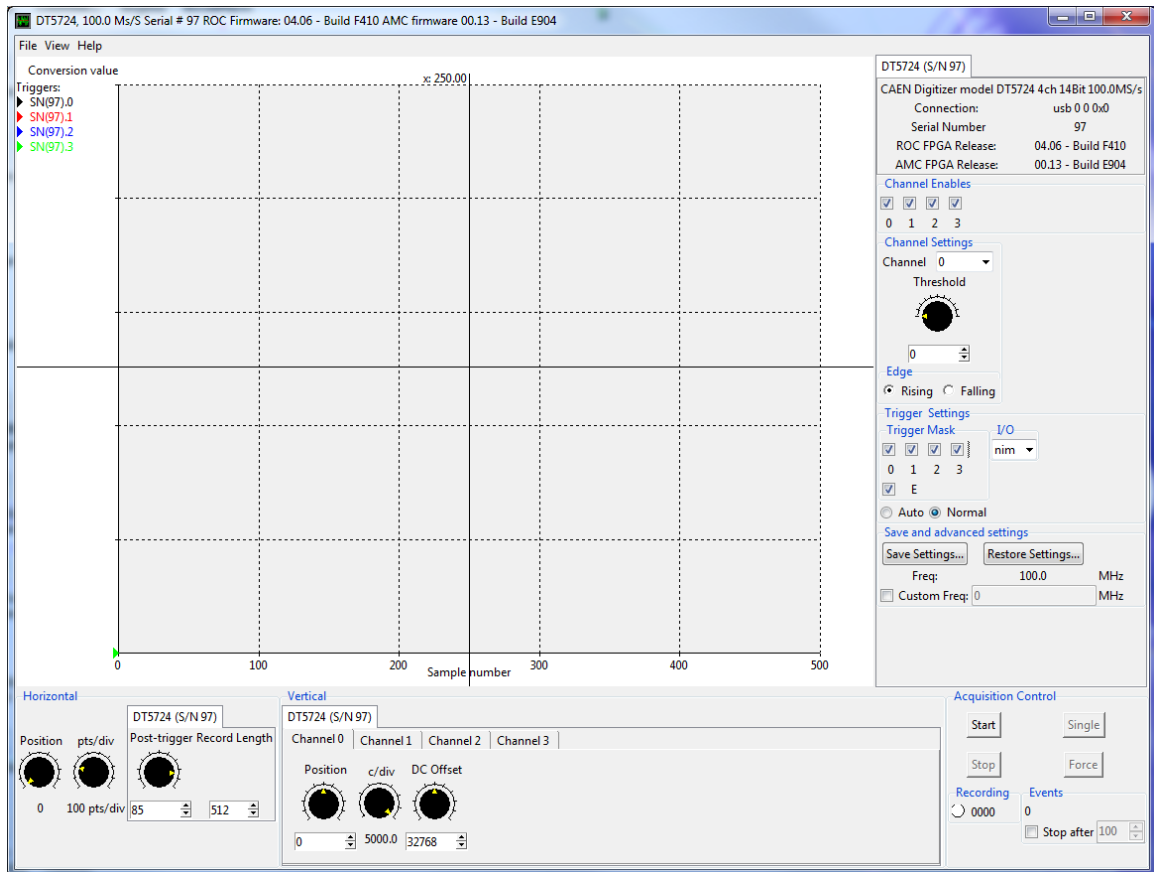 DT5724, 100.0 Ms/S Serial # 97 ROC Firmware: 04.06 - Build F410 AMC firmware 00.13 - Build E904
File View Help
Conversion value
x: 250.00
Triggers:
SN(97).0
SN(97).1
SN(97).2
SN(97).3
0 100 200 300 400 500
Sample number
DT5724 (S/N 97)
CAEN Digitizer model DT5724 4ch 14Bit 100.0MS/s
Connection: usb 0 0 0x0
Serial Number 97
ROC FPGA Release: 04.06 - Build F410
AMC FPGA Release: 00.13 - Build E904
Channel Enables
0 1 2 3
Channel Settings
Channel 0
Threshold
0
Edge
Rising Falling
Trigger Settings
Trigger Mask I/O
nim
0 1 2 3
E
Auto Normal
Save and advanced settings
Save Settings... Restore Settings...
Freq: 100.0 MHz
Custom Freq: 0 MHz
Horizontal
DT5724 (S/N 97)
Position pts/div Post-trigger Record Length
0 100 pts/div 85 512
Vertical
DT5724 (S/N 97)
Channel 0 Channel 1 Channel 2 Channel 3
Position c/div DC Offset
0 5000.0 32768
Acquisition Control
Start Single
Stop Force
Recording Events
0000 0
Stop after 100